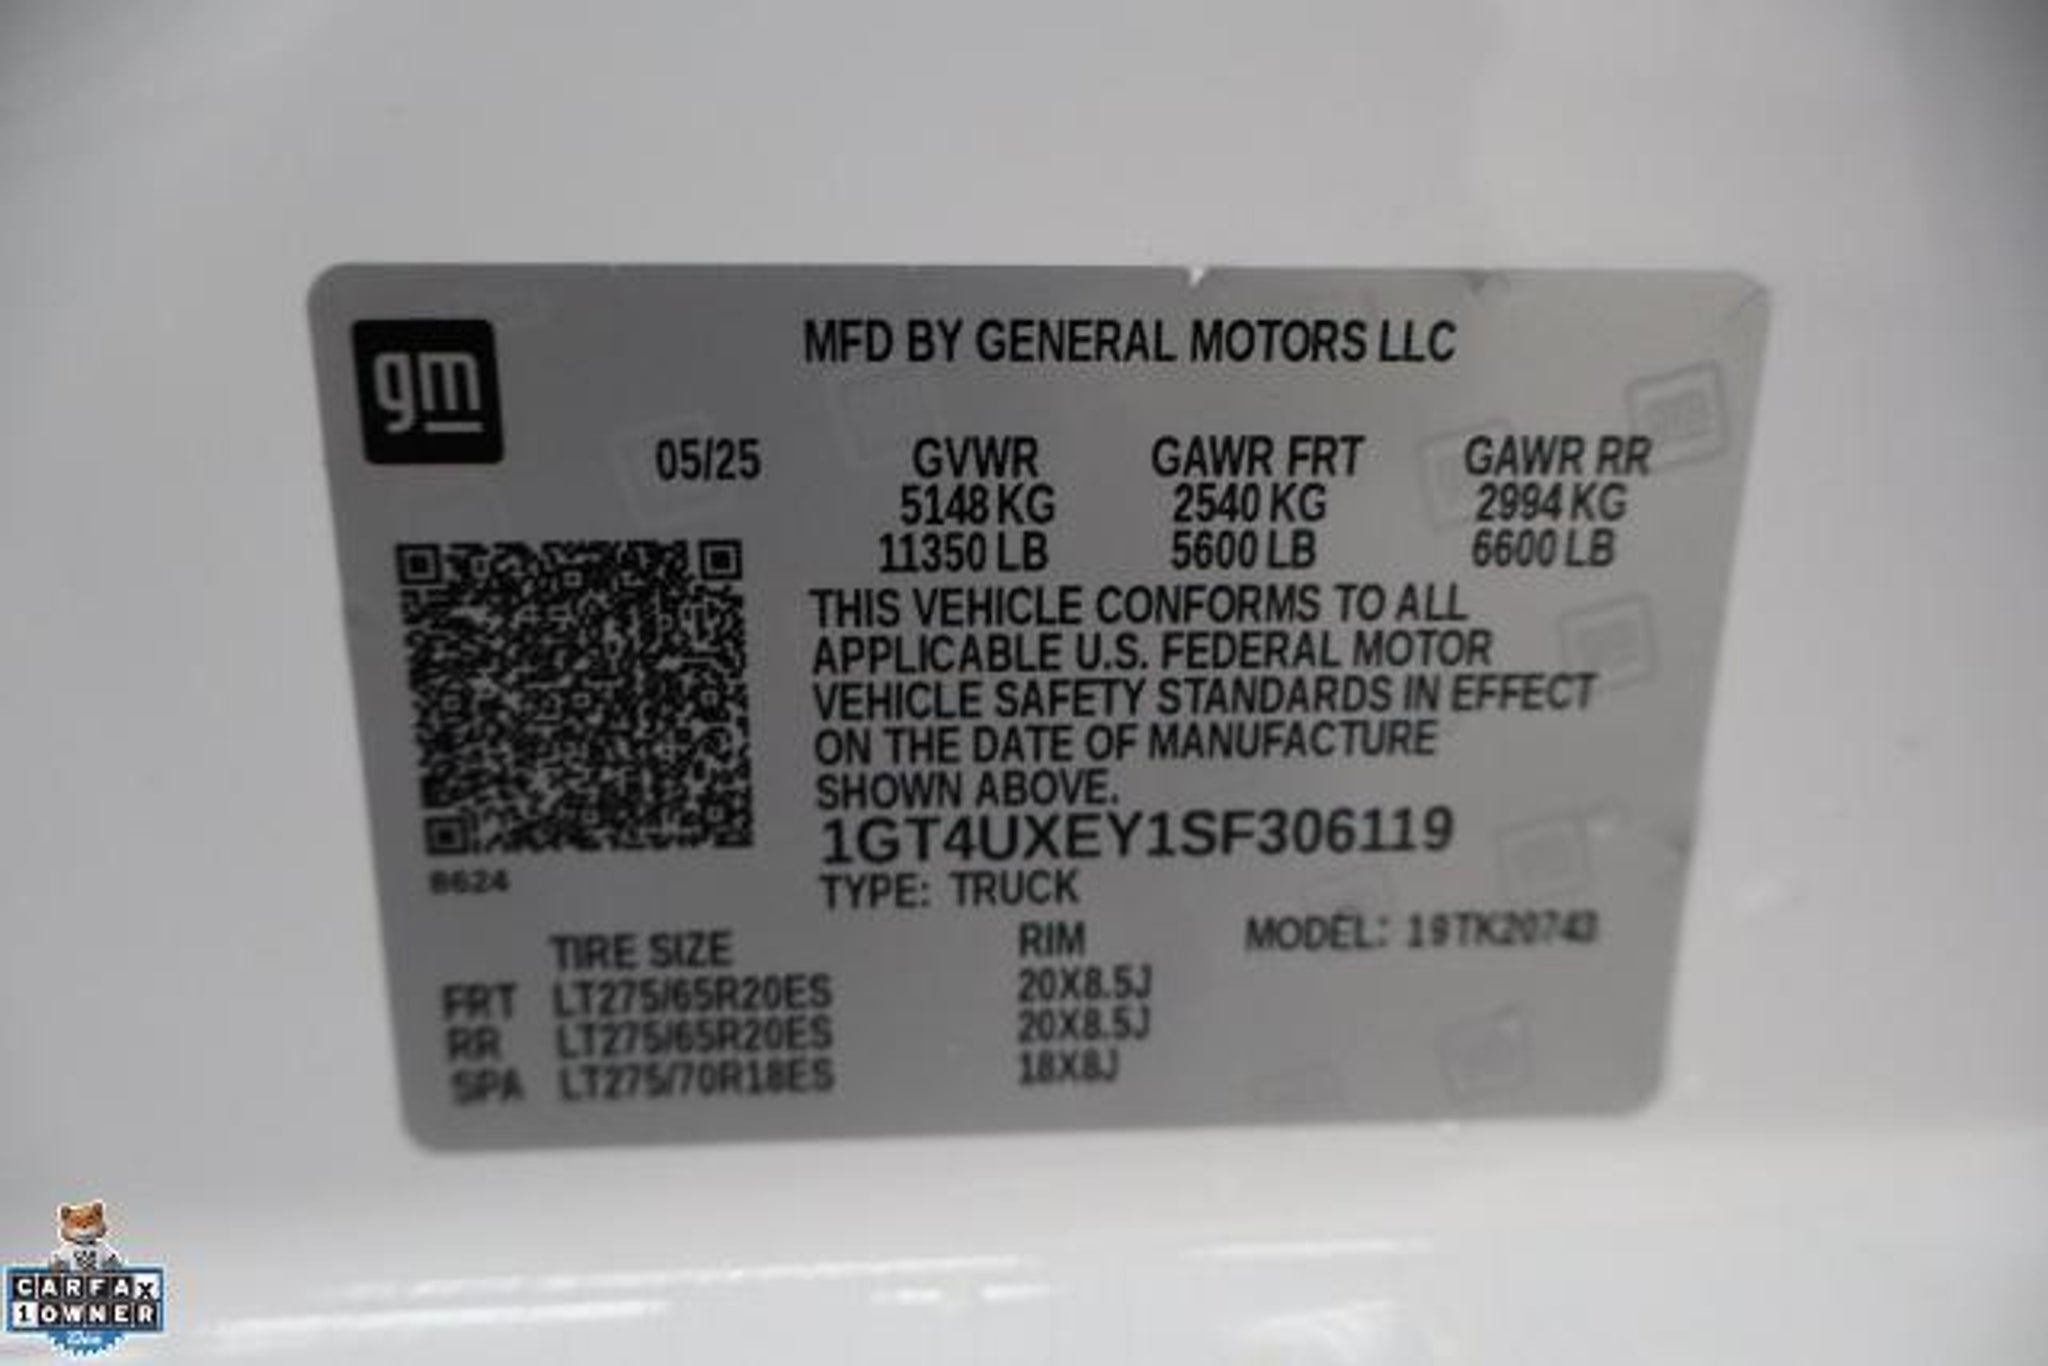 gm
MFD BY GENERAL MOTORS LLC
05/25 GVWR GAWR FRT GAWR RR
5148 KG 2540 KG 2994 KG
11350 LB 5600 LB 6600 LB
THIS VEHICLE CONFORMS TO ALL
APPLICABLE U.S. FEDERAL MOTOR
VEHICLE SAFETY STANDARDS IN EFFECT
ON THE DATE OF MANUFACTURE
SHOWN ABOVE.
1GT4UXEY1SF306119
8624
TYPE: TRUCK
TIRE SIZE RIM MODEL: 19TK20743
FRT LT275/65R20ES 20X8.5J
RR LT275/65R20ES 20X8.5J
SPA LT275/70R18ES 18X8J
CARFAX
1 OWNER